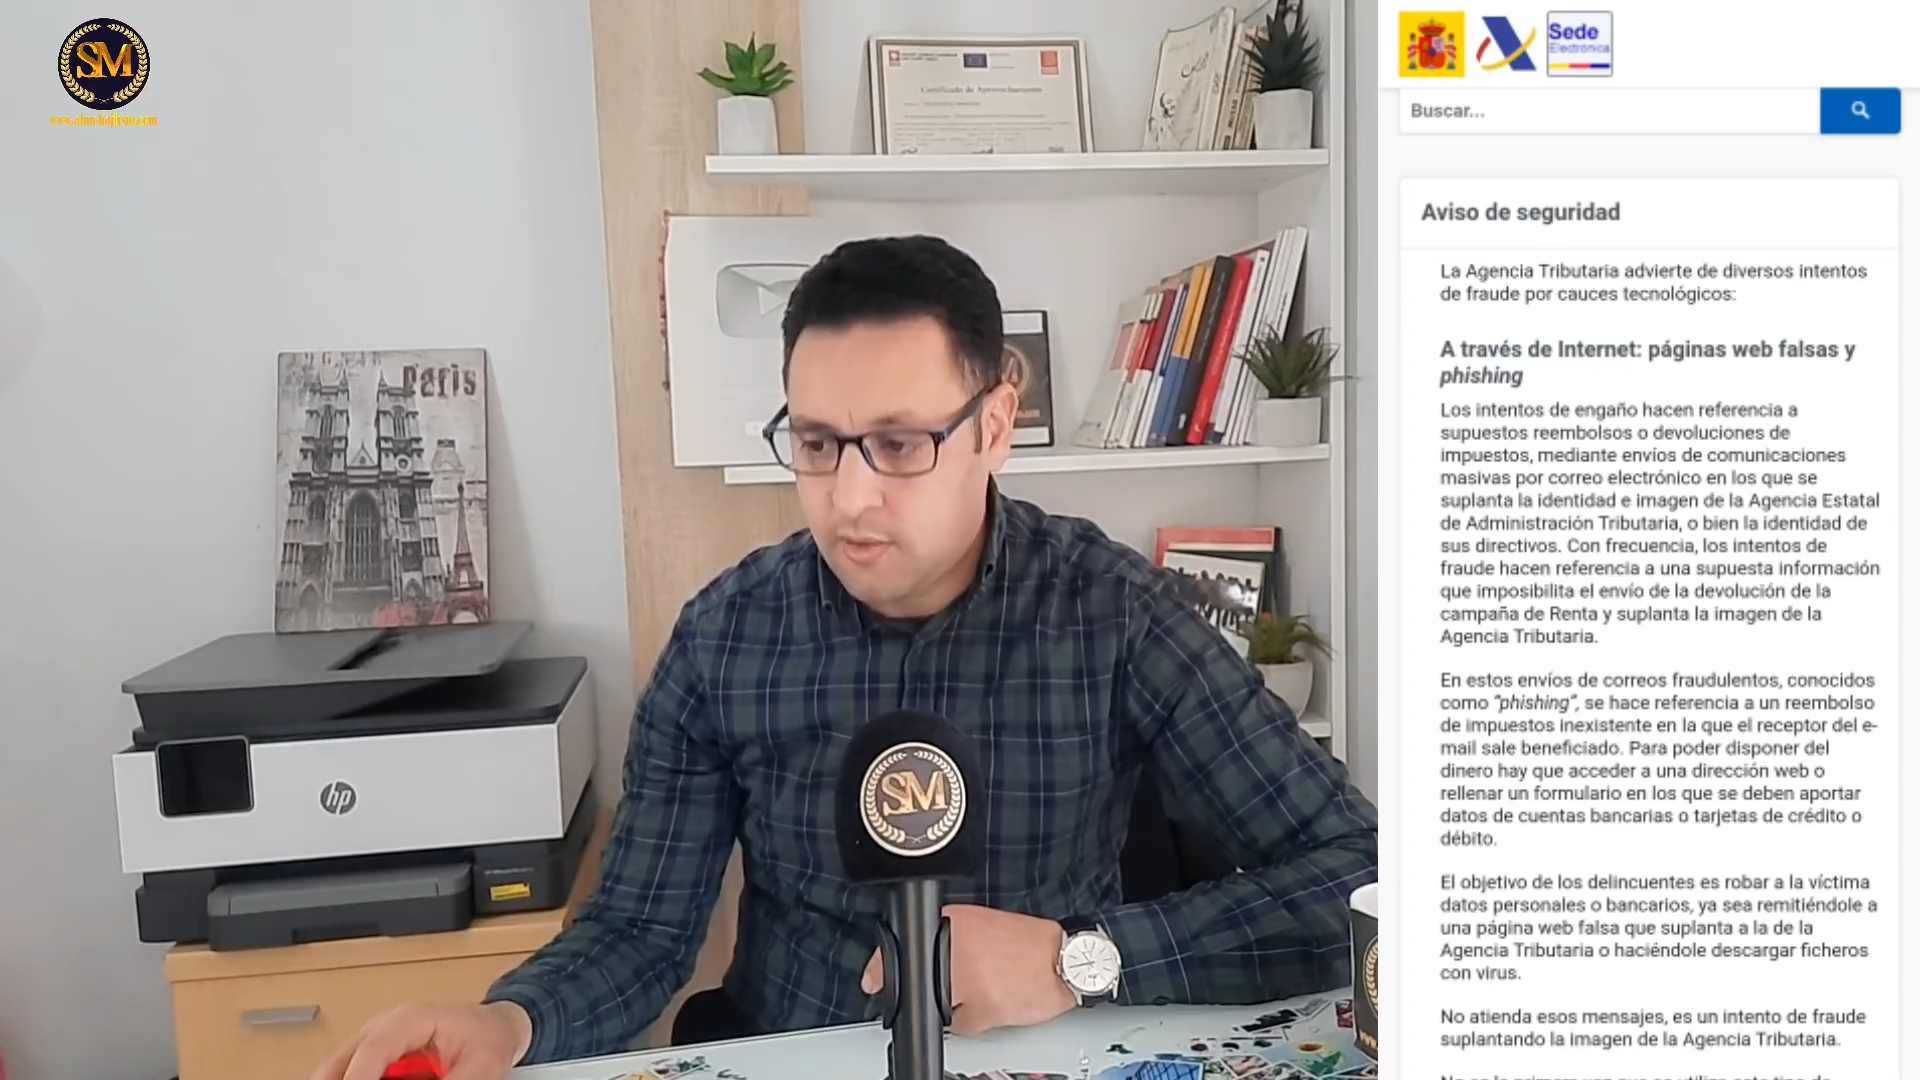 SM
Paris
Certificado de Aprovechamiento
hp
SM
Sede
Electrónica
Buscar...
Aviso de seguridad
La Agencia Tributaria advierte de diversos intentos
de fraude por cauces tecnológicos:
A través de Internet: páginas web falsas y
phishing
Los intentos de engaño hacen referencia a
supuestos reembolsos o devoluciones de
impuestos, mediante envíos de comunicaciones
masivas por correo electrónico en los que se
suplanta la identidad e imagen de la Agencia Estatal
de Administración Tributaria, o bien la identidad de
sus directivos. Con frecuencia, los intentos de
fraude hacen referencia a una supuesta información
que imposibilita el envío de la devolución de la
campaña de Renta y suplanta la imagen de la
Agencia Tributaria.
En estos envíos de correos fraudulentos, conocidos
como "phishing", se hace referencia a un reembolso
de impuestos inexistente en la que el receptor del e-
mail sale beneficiado. Para poder disponer del
dinero hay que acceder a una dirección web o
rellenar un formulario en los que se deben aportar
datos de cuentas bancarias o tarjetas de crédito o
débito.
El objetivo de los delincuentes es robar a la víctima
datos personales o bancarios, ya sea remitiéndole a
una página web falsa que suplanta a la de la
Agencia Tributaria o haciéndole descargar ficheros
con virus.
No atienda esos mensajes, es un intento de fraude
suplantando la imagen de la Agencia Tributaria.